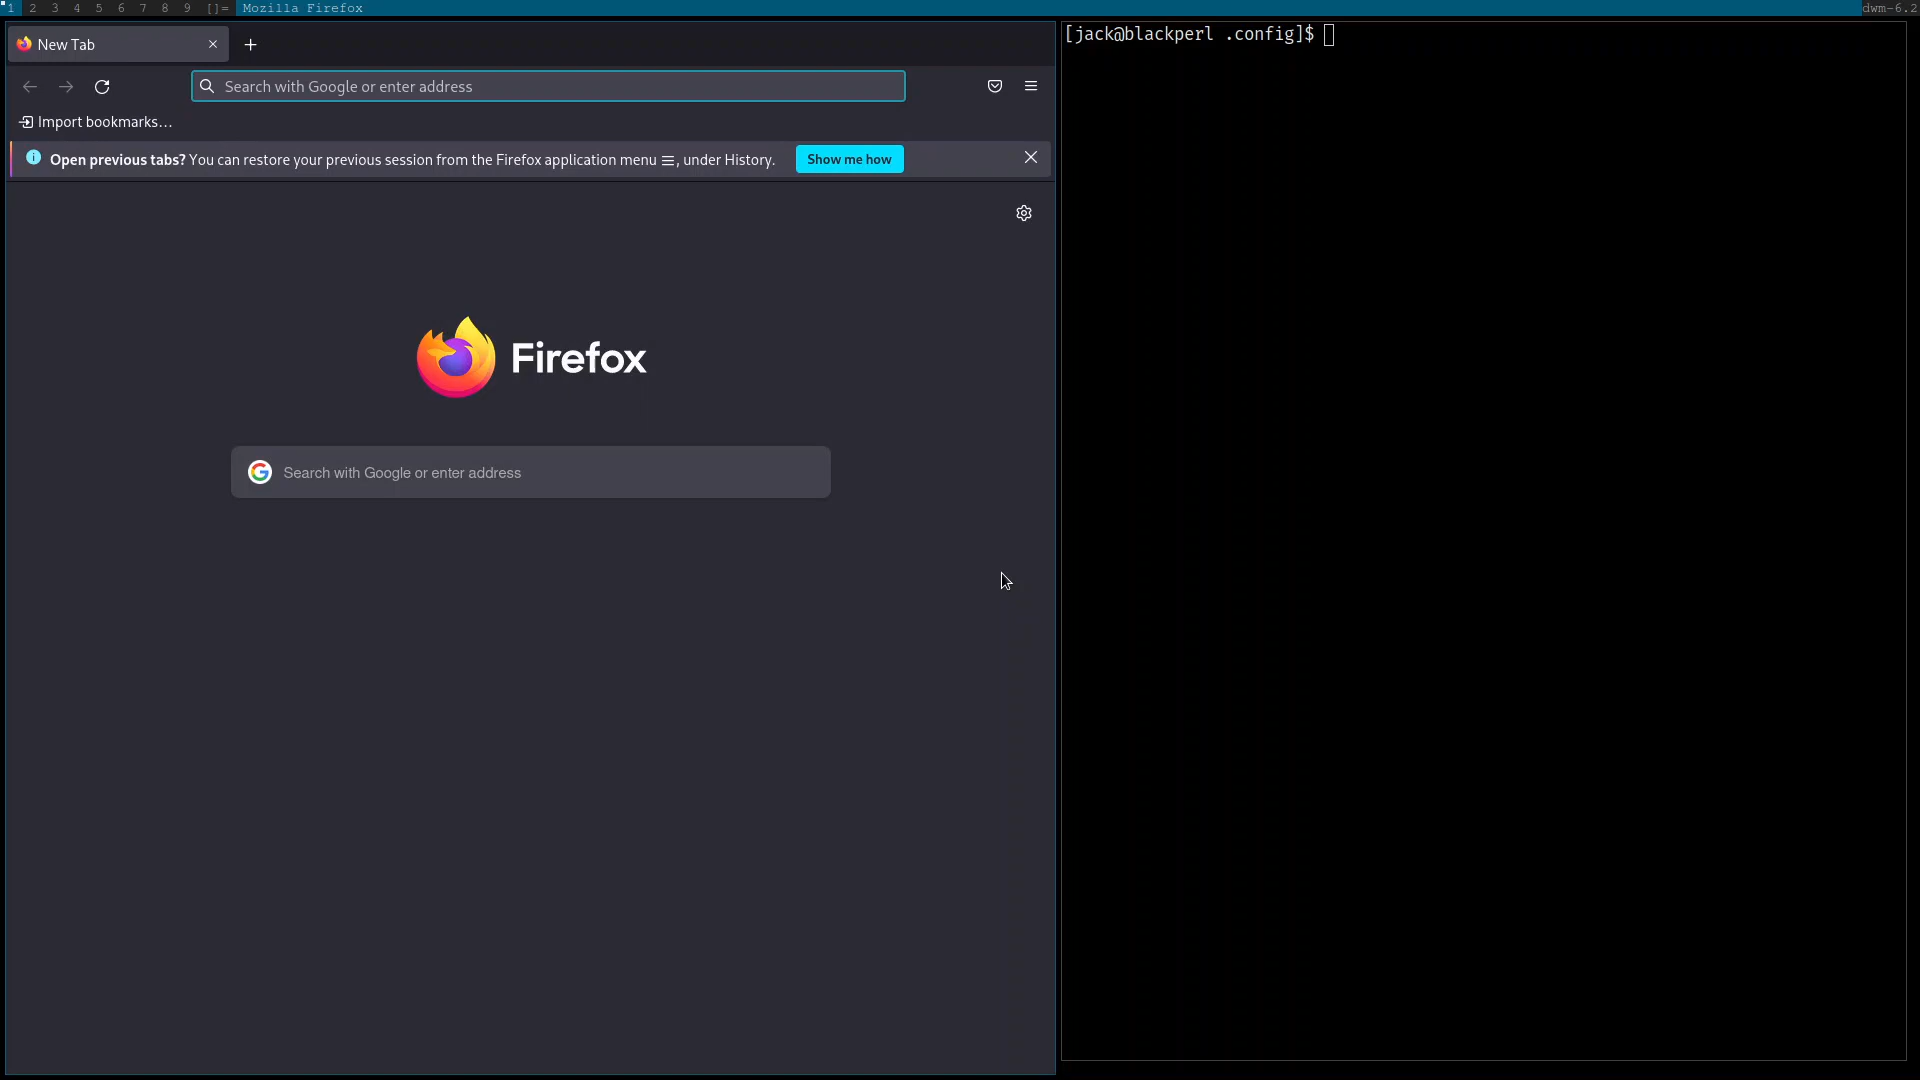 1 2 3 4 5 6 7 8 9 []= Mozilla Firefox dwm-6.2
New Tab
Search with Google or enter address
Import bookmarks...
Open previous tabs? You can restore your previous session from the Firefox application menu ☰, under History. Show me how
Firefox
Search with Google or enter address
[jack@blackperl .config]$